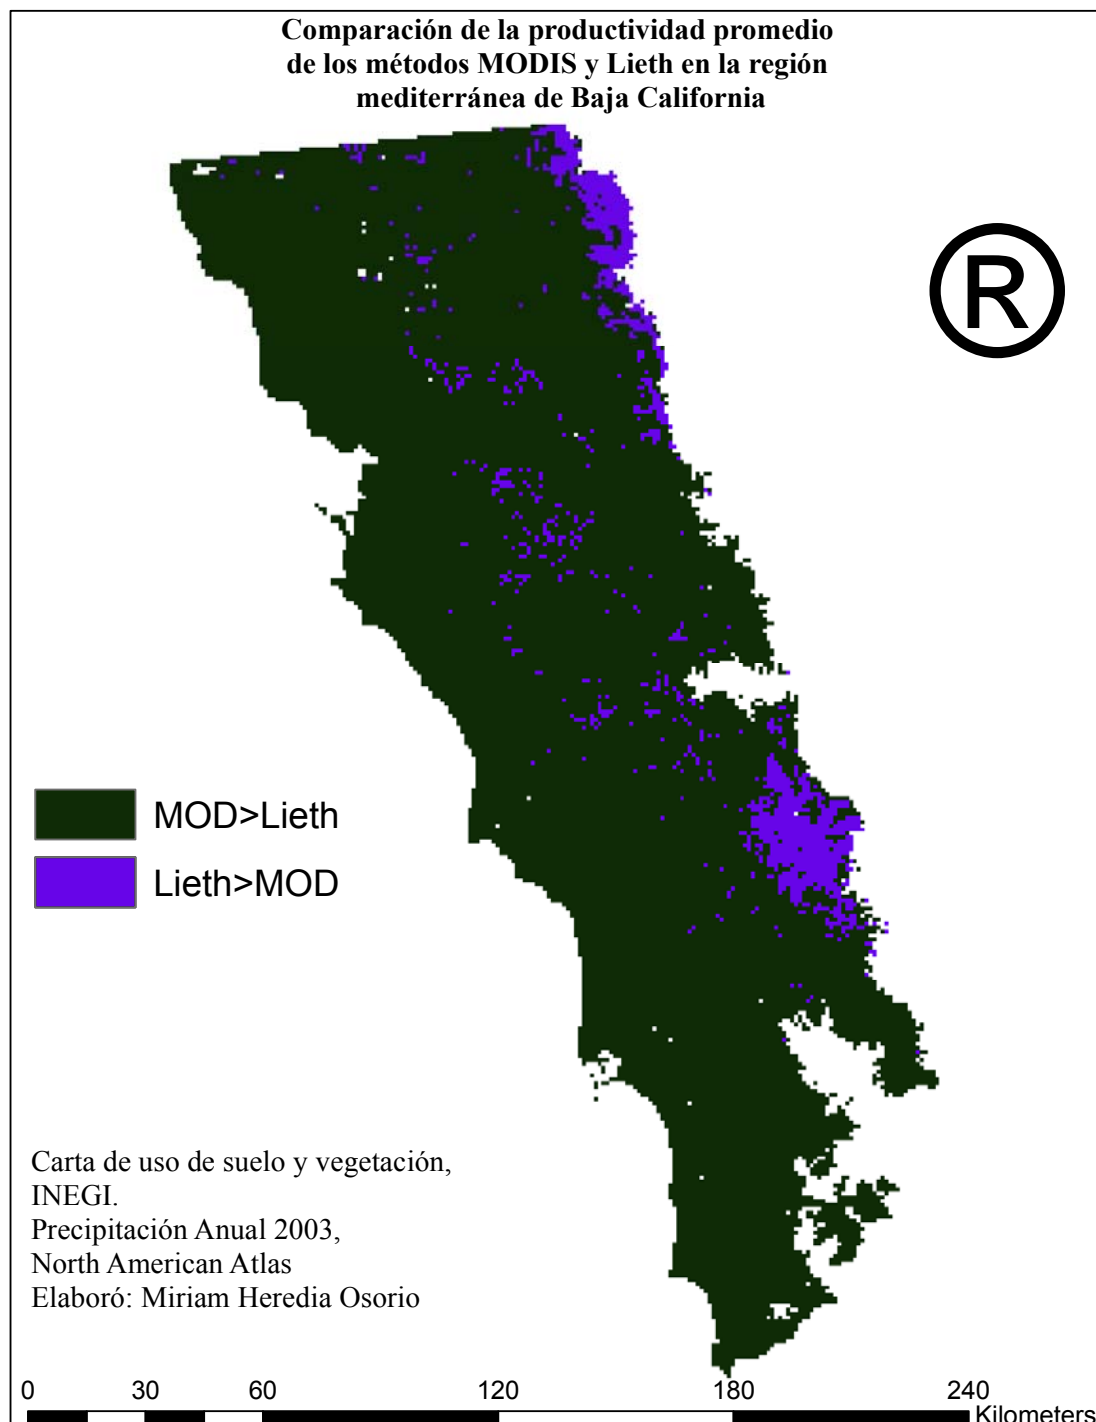 Comparación de la productividad promedio
de los métodos MODIS y Lieth en la región
mediterránea de Baja California
®
MOD>Lieth
Lieth>MOD
Carta de uso de suelo y vegetación,
INEGI.
Precipitación Anual 2003,
North American Atlas
Elaboró: Miriam Heredia Osorio
0 30 60 120 180 240
Kilometers